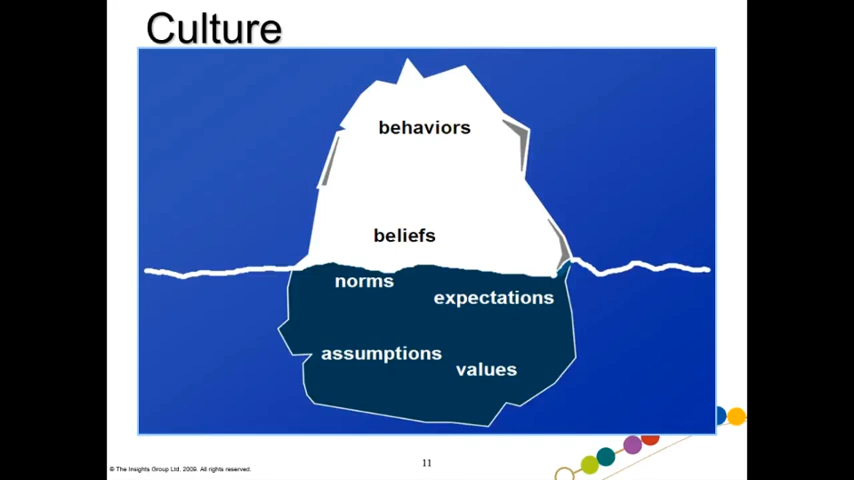 Culture
behaviors
beliefs
norms
expectations
assumptions
values
11
© The Insights Group Ltd. 2009. All rights reserved.